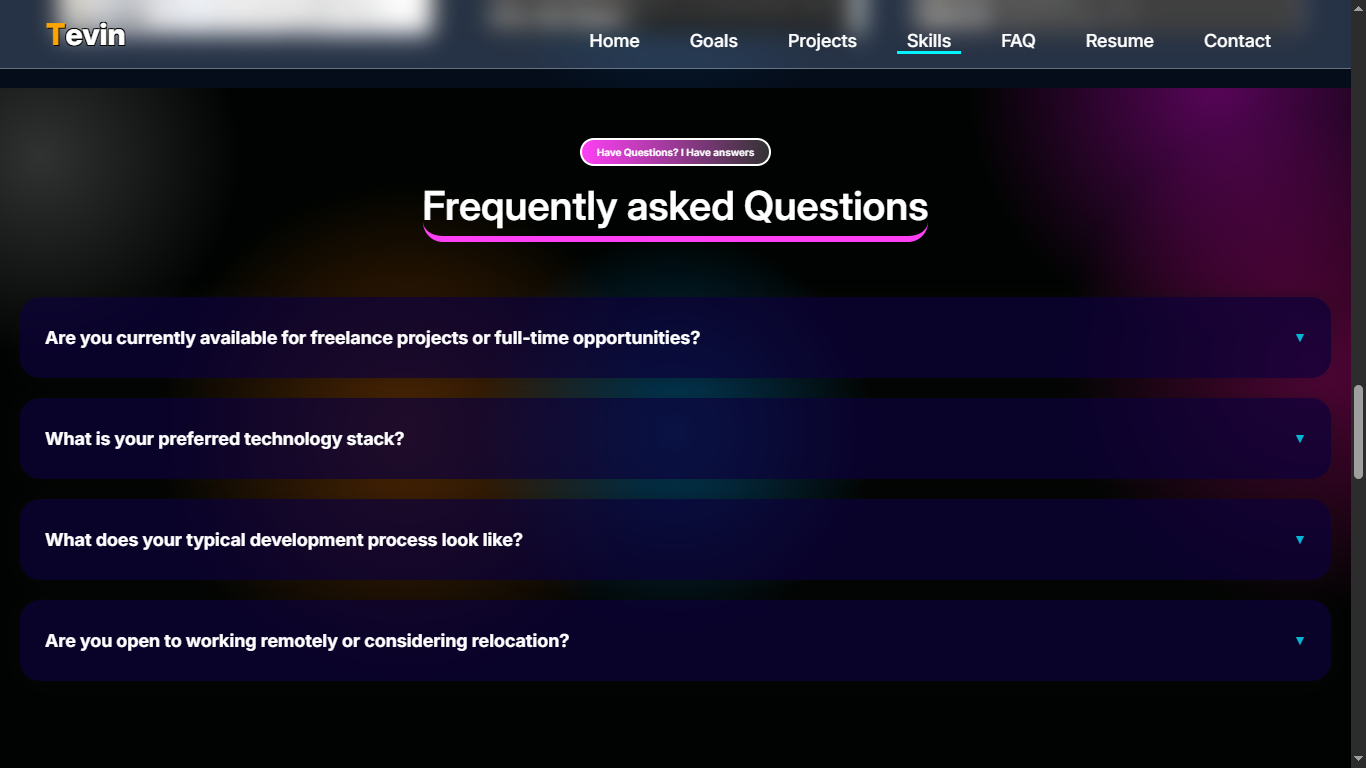 Tevin
Home Goals Projects Skills FAQ Resume Contact
Have Questions? I Have answers
Frequently asked Questions
Are you currently available for freelance projects or full-time opportunities? ▼
What is your preferred technology stack? ▼
What does your typical development process look like? ▼
Are you open to working remotely or considering relocation? ▼